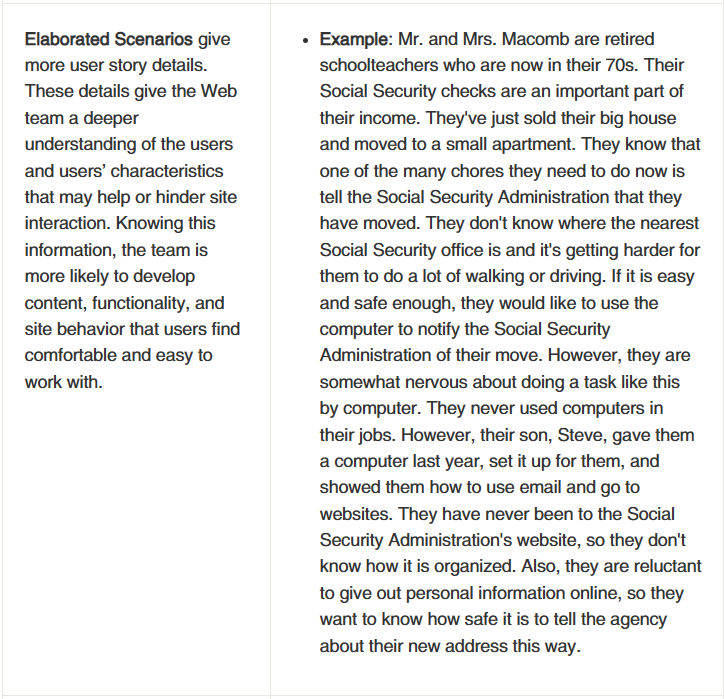 Elaborated Scenarios give
more user story details.
These details give the Web
team a deeper
understanding of the users
and users’ characteristics
that may help or hinder site
interaction. Knowing this
information, the team is
more likely to develop
content, functionality, and
site behavior that users find
comfortable and easy to
work with.
• Example: Mr. and Mrs. Macomb are retired
schoolteachers who are now in their 70s. Their
Social Security checks are an important part of
their income. They've just sold their big house
and moved to a small apartment. They know that
one of the many chores they need to do now is
tell the Social Security Administration that they
have moved. They don't know where the nearest
Social Security office is and it's getting harder for
them to do a lot of walking or driving. If it is easy
and safe enough, they would like to use the
computer to notify the Social Security
Administration of their move. However, they are
somewhat nervous about doing a task like this
by computer. They never used computers in
their jobs. However, their son, Steve, gave them
a computer last year, set it up for them, and
showed them how to use email and go to
websites. They have never been to the Social
Security Administration's website, so they don't
know how it is organized. Also, they are reluctant
to give out personal information online, so they
want to know how safe it is to tell the agency
about their new address this way.